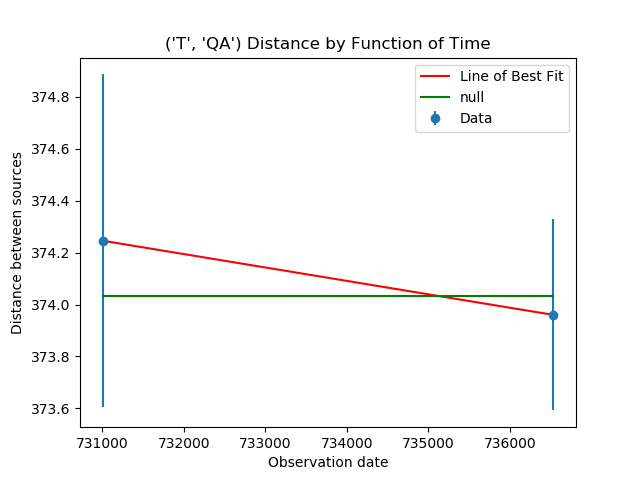 ('T', 'QA') Distance by Function of Time
Line of Best Fit
null
Data
Distance between sources
374.8
374.6
374.4
374.2
374.0
373.8
373.6
731000 732000 733000 734000 735000 736000
Observation date